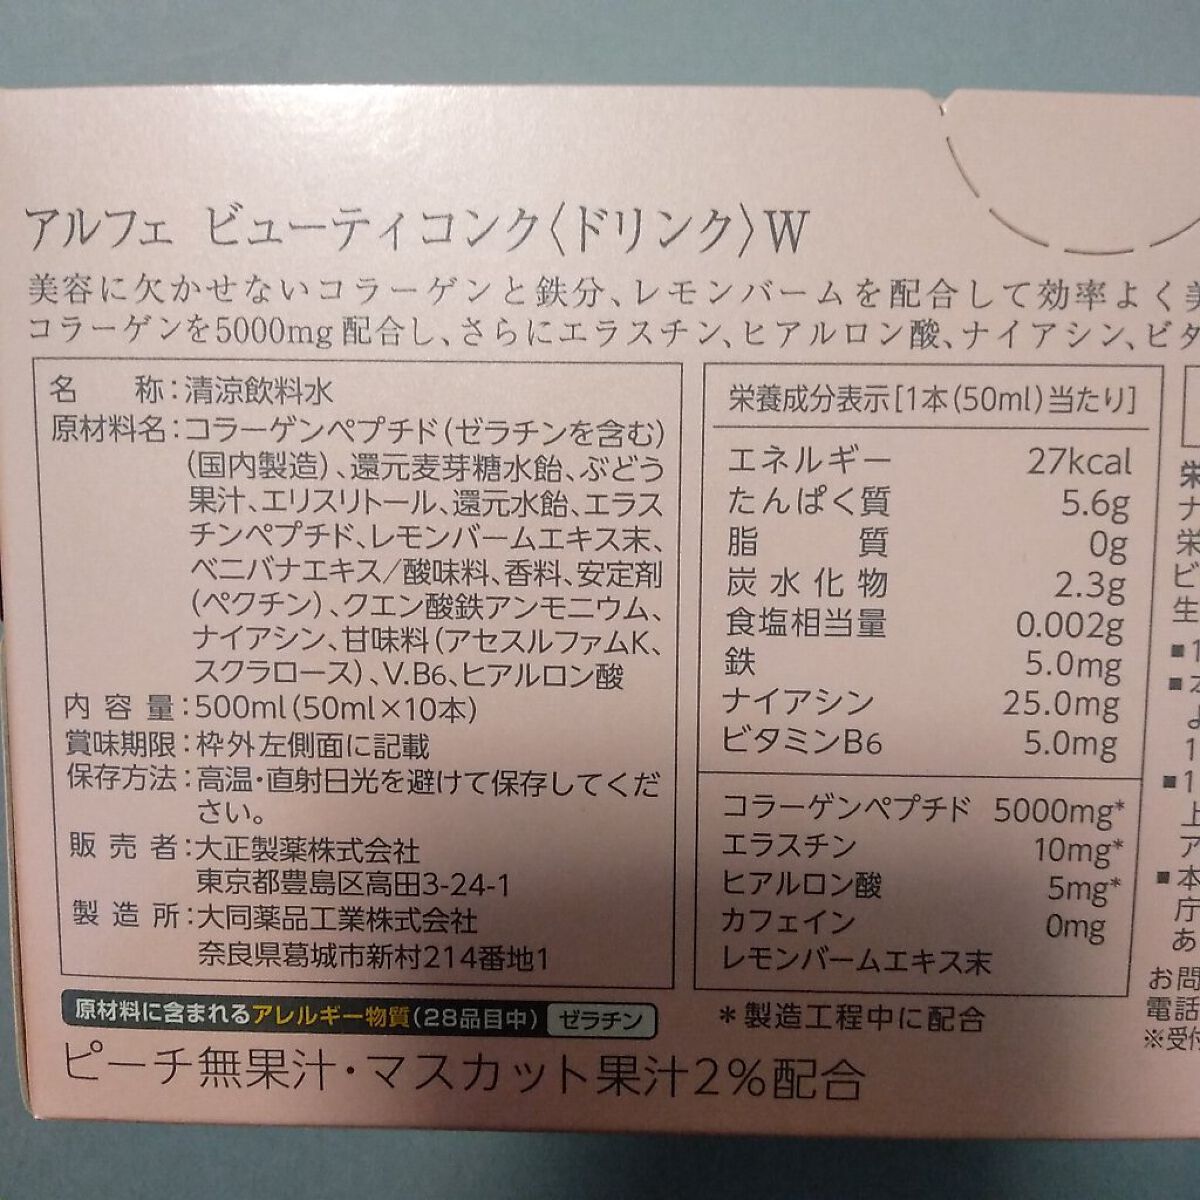 アルフェ ビューティコンク〈ドリンク〉W
美容に欠かせないコラーゲンと鉄分、レモンバームを配合して効率よく美
コラーゲンを5000mg配合し、さらにエラスチン、ヒアルロン酸、ナイアシン、ビタ
名 称：清涼飲料水
原材料名：コラーゲンペプチド（ゼラチンを含む）
（国内製造）、還元麦芽糖水飴、ぶどう
果汁、エリスリトール、還元水飴、エラス
チンペプチド、レモンバームエキス末、
ベニバナエキス／酸味料、香料、安定剤
（ペクチン）、クエン酸鉄アンモニウム、
ナイアシン、甘味料（アセスルファムK、
スクラロース）、V.B6、ヒアルロン酸
内容量：500ml（50ml×10本）
賞味期限：枠外左側面に記載
保存方法：高温・直射日光を避けて保存してくだ
さい。
販売者：大正製薬株式会社
東京都豊島区高田3-24-1
製造所：大同薬品工業株式会社
奈良県葛城市新村214番地1
原材料に含まれるアレルギー物質（28品目中） ゼラチン
ピーチ無果汁・マスカット果汁2％配合
栄養成分表示[1本(50ml)当たり]
エネルギー 27kcal
たんぱく質 5.6g
脂質 0g
炭水化物 2.3g
食塩相当量 0.002g
鉄 5.0mg
ナイアシン 25.0mg
ビタミンB6 5.0mg
コラーゲンペプチド 5000mg*
エラスチン 10mg*
ヒアルロン酸 5mg*
カフェイン 0mg
レモンバームエキス末
＊製造工程中に配合
栄
ナ
栄
ビ
生
■1
■本
よ
1
■1
上
ア
■本
庁
あ
お問
電話
※受付